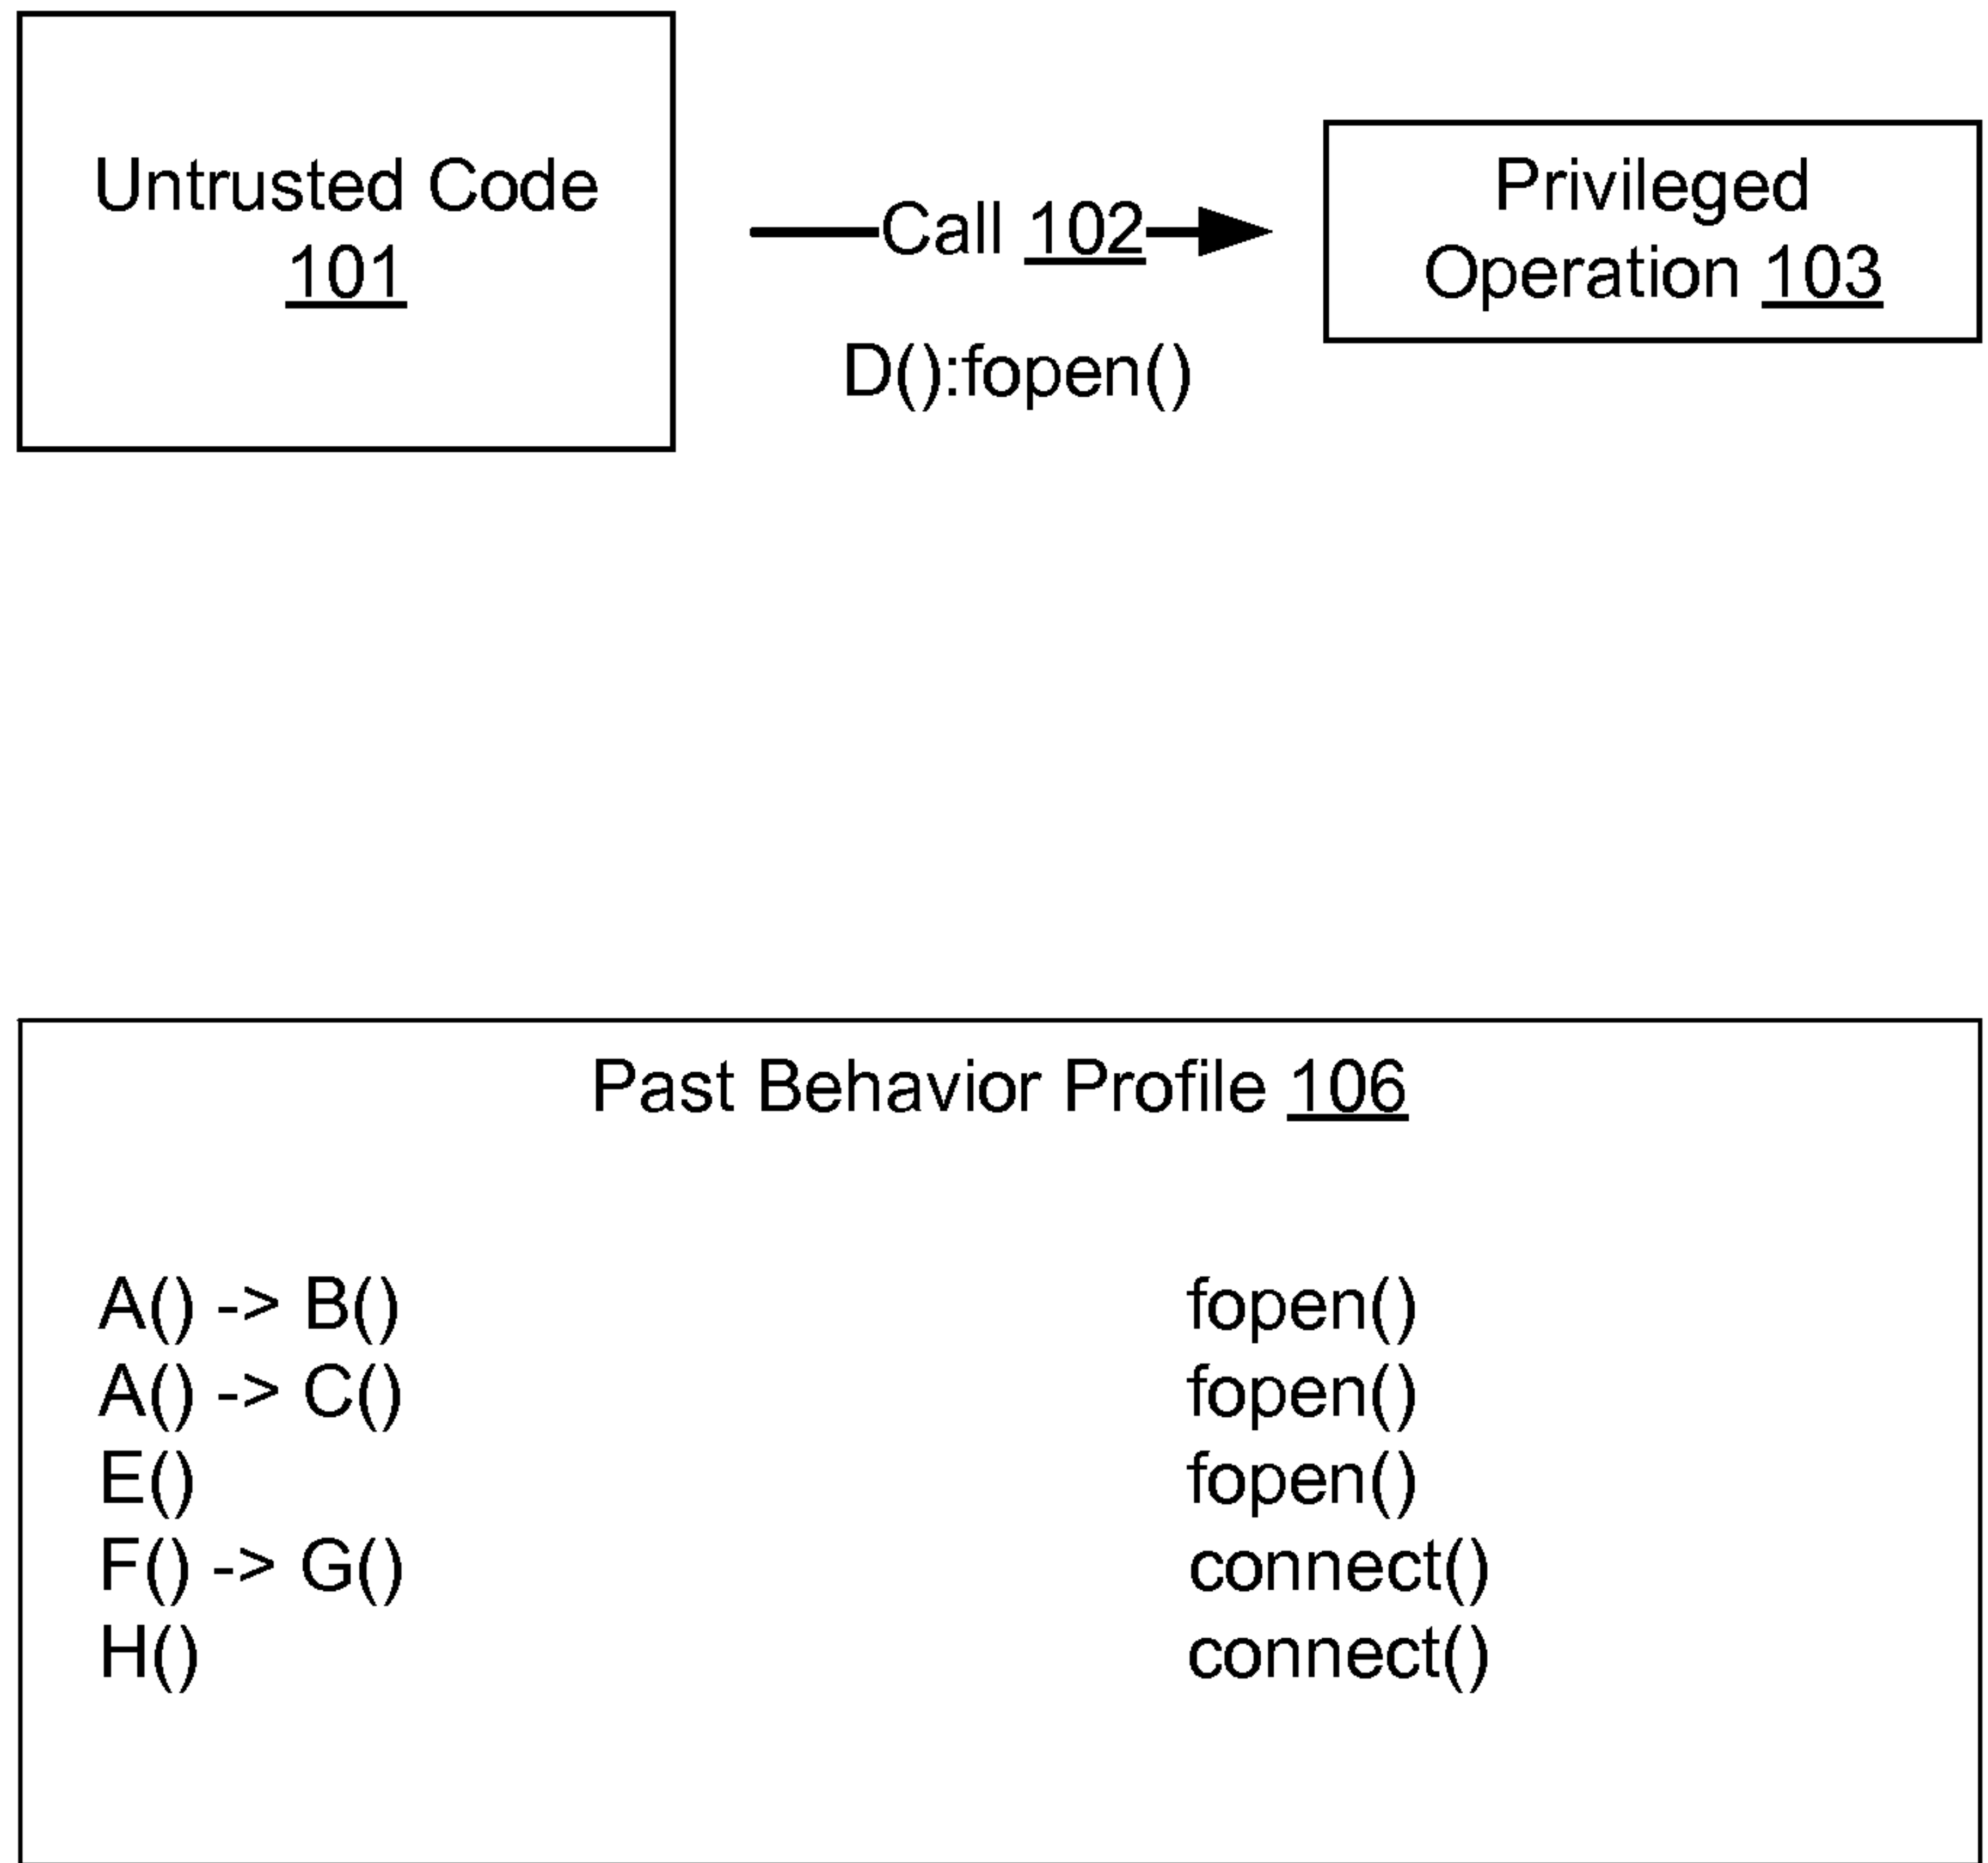 Untrusted Code
101
Call 102
D():fopen()
Privileged
Operation 103
Past Behavior Profile 106
A() -> B() fopen()
A() -> C() fopen()
E() fopen()
F() -> G() connect()
H() connect()